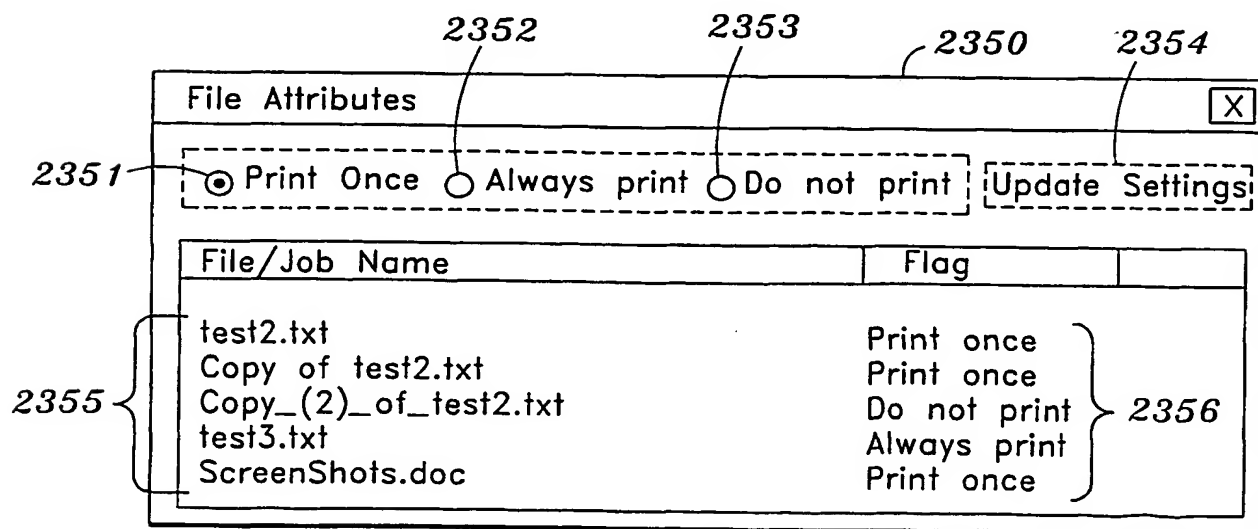 2352 2353 2350 2354
File Attributes X
2351 Print Once Always print Do not print Update Settings
File/Job Name Flag
test2.txt Print once
Copy of test2.txt Print once
2355 Copy_(2)_of_test2.txt Do not print 2356
test3.txt Always print
ScreenShots.doc Print once